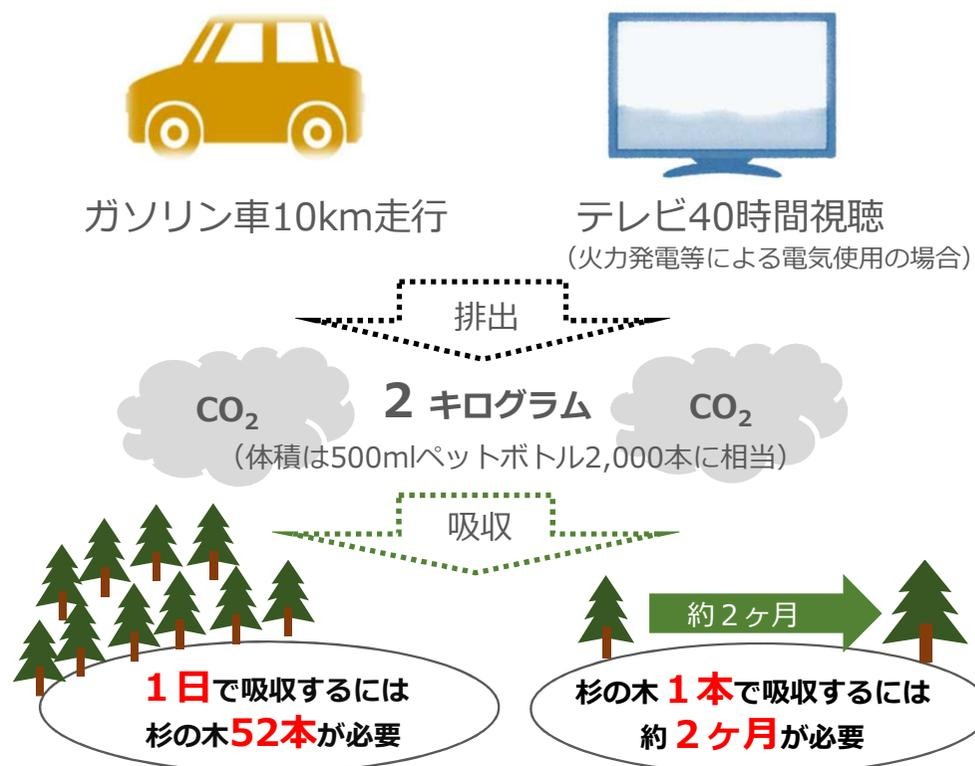 ガソリン車10km走行
テレビ40時間視聴
（火力発電等による電気使用の場合）
排出
CO₂
2 キログラム
CO₂
（体積は500mlペットボトル2,000本に相当）
吸収
約２ヶ月
１日で吸収するには
杉の木52本が必要
杉の木１本で吸収するには
約２ヶ月が必要